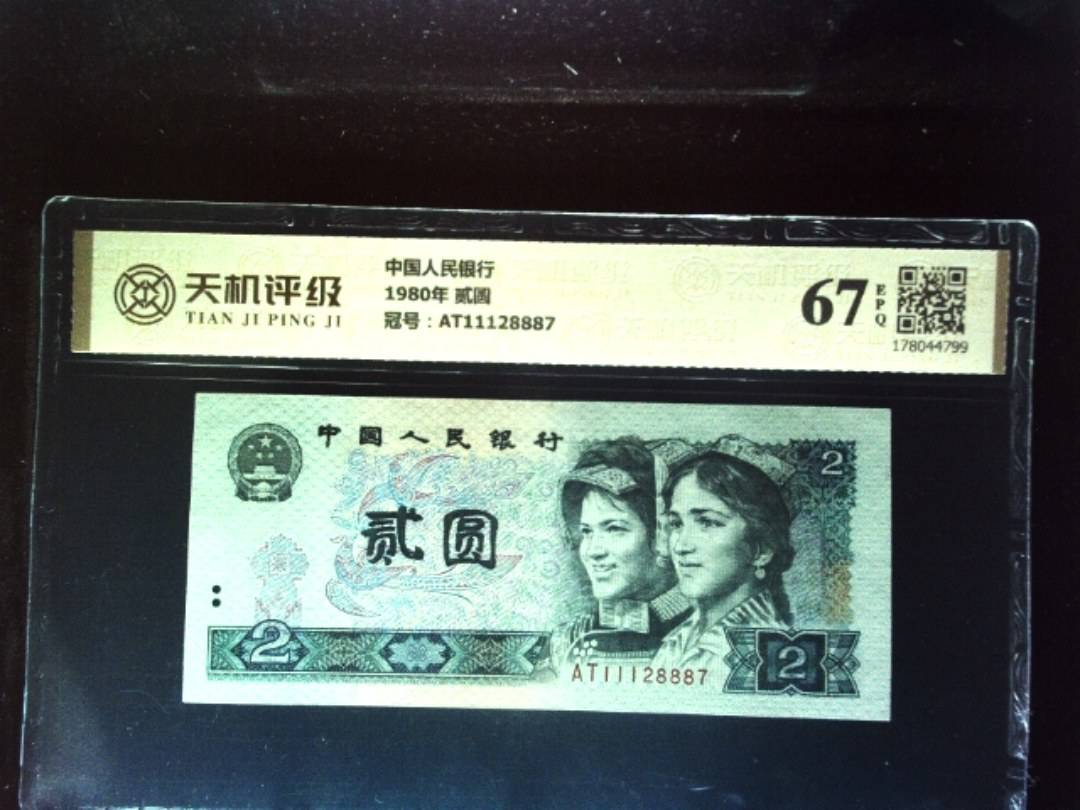 天机评级
TIAN JI PING JI
中国人民银行
1980年 贰圆
冠号：AT11128887
67
EPQ
178044799
中国人民银行
2
贰圆
2
AT11128887
2